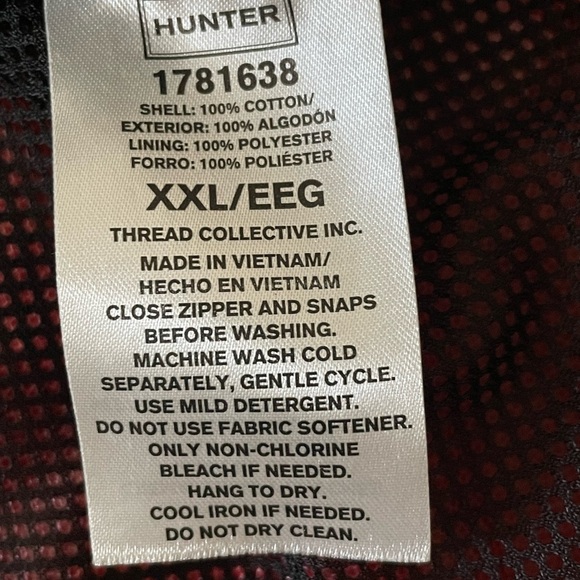 HUNTER
1781638
SHELL: 100% COTTON/
EXTERIOR: 100% ALGODÓN
LINING: 100% POLYESTER
FORRO: 100% POLIÉSTER
XXL/EEG
THREAD COLLECTIVE INC.
MADE IN VIETNAM/
HECHO EN VIETNAM
CLOSE ZIPPER AND SNAPS
BEFORE WASHING.
MACHINE WASH COLD
SEPARATELY, GENTLE CYCLE.
USE MILD DETERGENT.
DO NOT USE FABRIC SOFTENER.
ONLY NON-CHLORINE
BLEACH IF NEEDED.
HANG TO DRY.
COOL IRON IF NEEDED.
DO NOT DRY CLEAN.